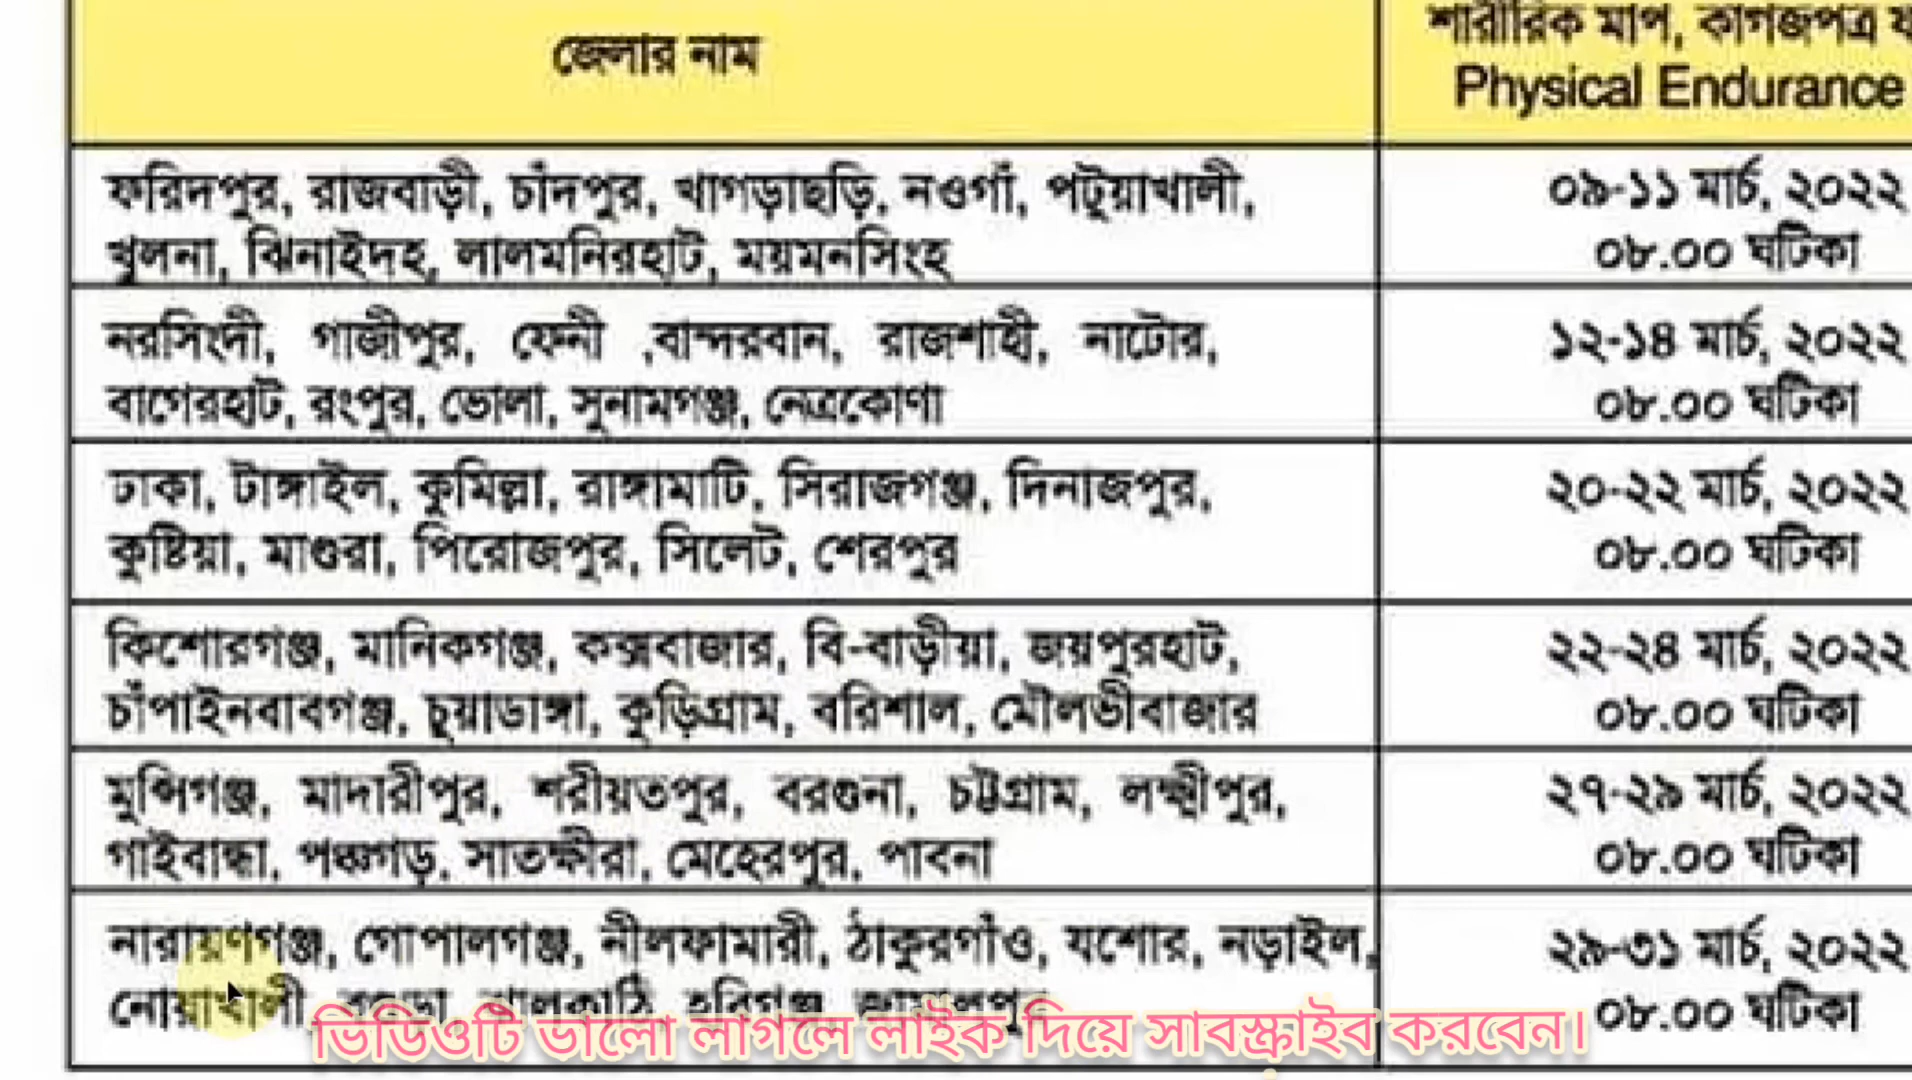 জেলার নাম
শারীরিক মাপ, কাগজপত্র
Physical Endurance
ফরিদপুর, রাজবাড়ী, চাঁদপুর, খাগড়াছড়ি, নওগাঁ, পটুয়াখালী,
খুলনা, ঝিনাইদহ, লালমনিরহাট, ময়মনসিংহ
০৯-১১ মার্চ, ২০২২
০৮.০০ ঘটিকা
নরসিংদী, গাজীপুর, ফেনী ,বান্দরবান, রাজশাহী, নাটোর,
বাগেরহাট, রংপুর, ভোলা, সুনামগঞ্জ, নেত্রকোণা
১২-১৪ মার্চ, ২০২২
০৮.০০ ঘটিকা
ঢাকা, টাঙ্গাইল, কুমিল্লা, রাঙ্গামাটি, সিরাজগঞ্জ, দিনাজপুর,
কুষ্টিয়া, মাগুরা, পিরোজপুর, সিলেট, শেরপুর
২০-২২ মার্চ, ২০২২
০৮.০০ ঘটিকা
কিশোরগঞ্জ, মানিকগঞ্জ, কক্সবাজার, বি-বাড়ীয়া, জয়পুরহাট,
চাঁপাইনবাবগঞ্জ, চুয়াডাঙ্গা, কুড়িগ্রাম, বরিশাল, মৌলভীবাজার
২২-২৪ মার্চ, ২০২২
০৮.০০ ঘটিকা
মুন্সিগঞ্জ, মাদারীপুর, শরীয়তপুর, বরগুনা, চট্টগ্রাম, লক্ষ্মীপুর,
গাইবান্ধা, পঞ্চগড়, সাতক্ষীরা, মেহেরপুর, পাবনা
২৭-২৯ মার্চ, ২০২২
০৮.০০ ঘটিকা
নারায়ণগঞ্জ, গোপালগঞ্জ, নীলফামারী, ঠাকুরগাঁও, যশোর, নড়াইল,
নোয়াখালী, বগুড়া, ঝালকাঠি, হবিগঞ্জ, জামালপুর
২৯-৩১ মার্চ, ২০২২
০৮.০০ ঘটিকা
ভিডিওটি ভালো লাগলে লাইক দিয়ে সাবস্ক্রাইব করবেন।